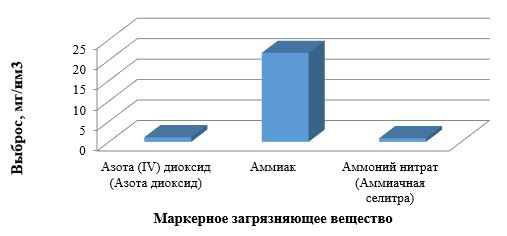 Выброс, мг/нм3
25
20
15
10
5
0
Азота (IV) диоксид
(Азота диоксид)
Аммиак
Аммоний нитрат
(Аммиачная
селитра)
Маркерное загрязняющее вещество